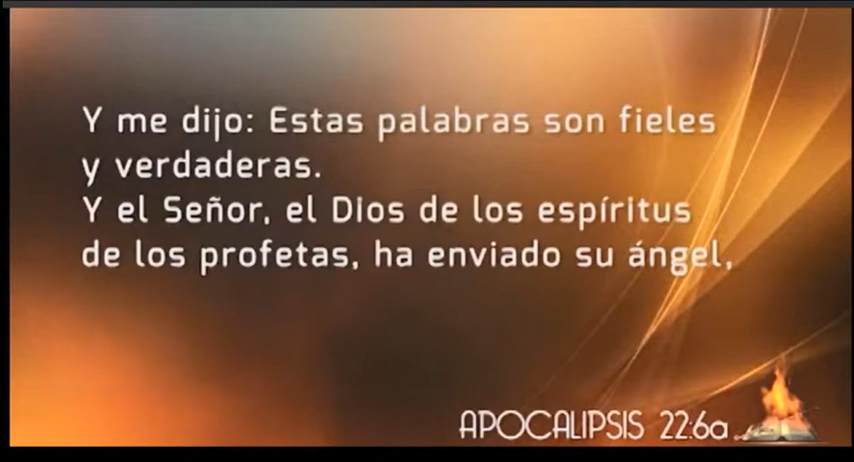 Y me dijo: Estas palabras son fieles
y verdaderas.
Y el Señor, el Dios de los espíritus
de los profetas, ha enviado su ángel,
APOCALIPSIS 22:6a